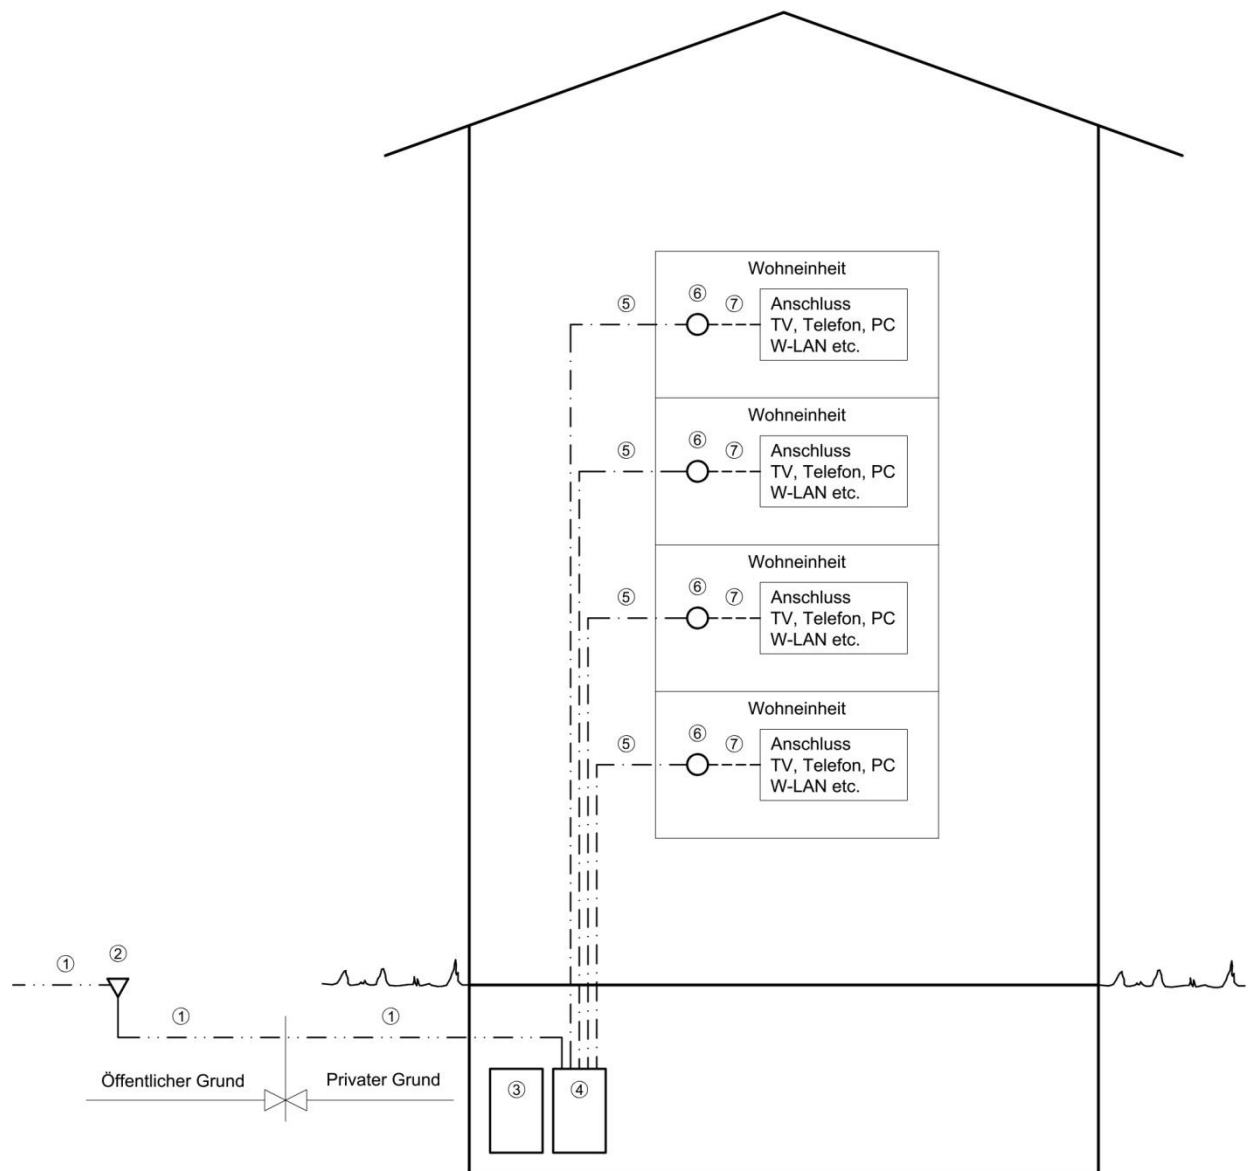 Wohneinheit
⑤ ⑥ ⑦
Anschluss
TV, Telefon, PC
W-LAN etc.
Wohneinheit
⑤ ⑥ ⑦
Anschluss
TV, Telefon, PC
W-LAN etc.
Wohneinheit
⑤ ⑥ ⑦
Anschluss
TV, Telefon, PC
W-LAN etc.
Wohneinheit
⑤ ⑥ ⑦
Anschluss
TV, Telefon, PC
W-LAN etc.
① ②
① ①
Öffentlicher Grund
Privater Grund
③ ④